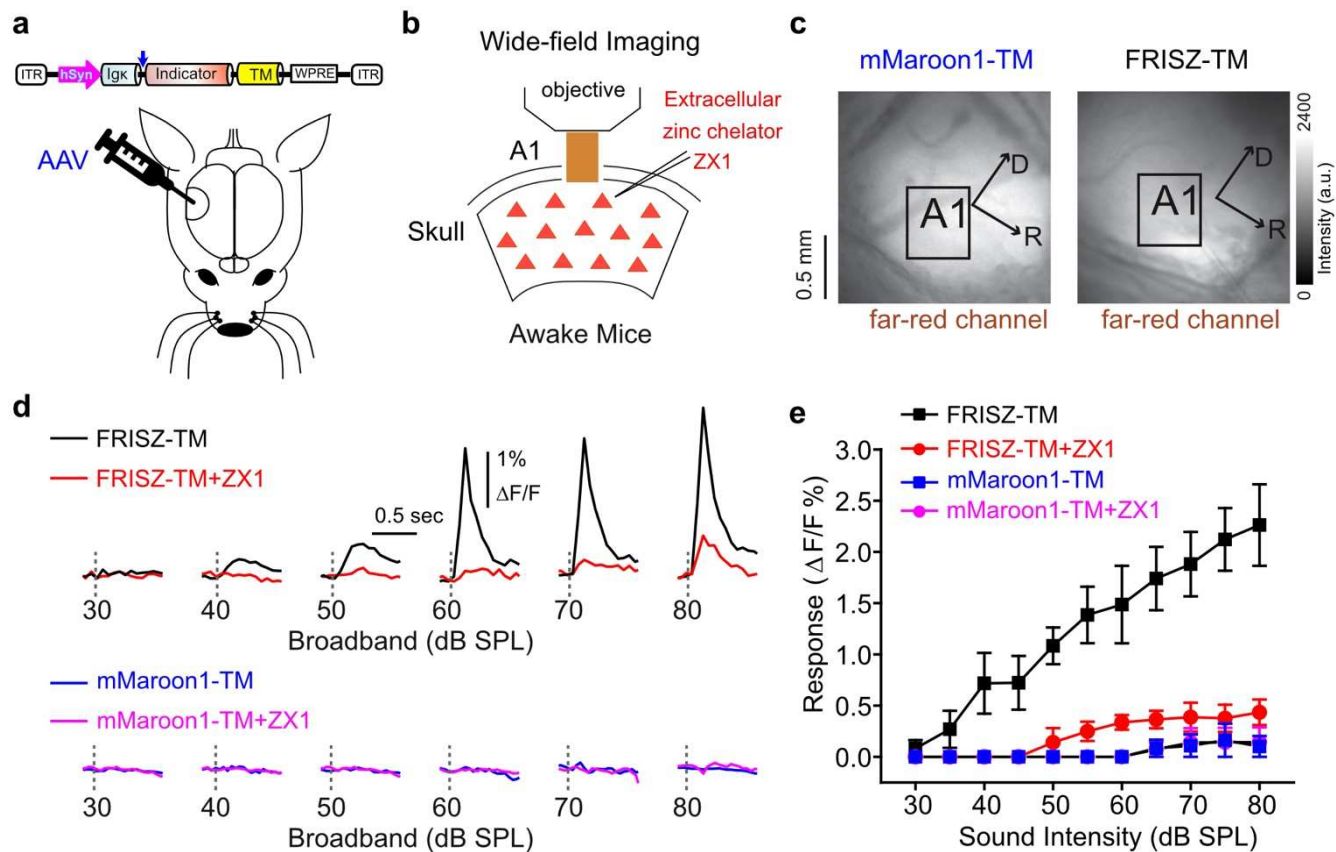 a
ITR
hSyn
Igκ
Indicator
TM
WPRE
ITR
AAV
b
Wide-field Imaging
objective
Extracellular
zinc chelator
ZX1
A1
Skull
Awake Mice
c
mMaroon1-TM
FRISZ-TM
A1
D
R
A1
D
R
0.5 mm
far-red channel
far-red channel
2400
Intensity (a.u.)
0
d
FRISZ-TM
FRISZ-TM+ZX1
1%
ΔF/F
0.5 sec
30 40 50 60 70 80
Broadband (dB SPL)
mMaroon1-TM
mMaroon1-TM+ZX1
30 40 50 60 70 80
Broadband (dB SPL)
e
FRISZ-TM
FRISZ-TM+ZX1
mMaroon1-TM
mMaroon1-TM+ZX1
Response (ΔF/F %)
3.0
2.5
2.0
1.5
1.0
0.5
0.0
30 40 50 60 70 80
Sound Intensity (dB SPL)